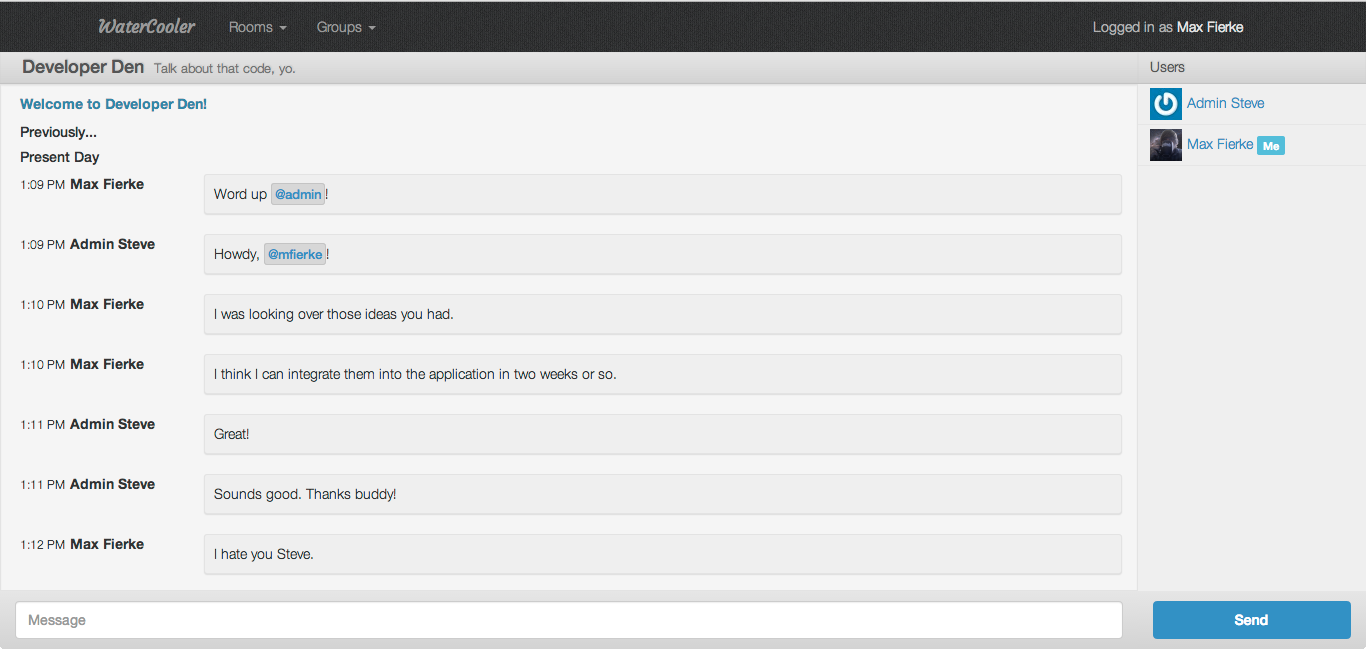 WaterCooler Rooms Groups Logged in as Max Fierke
Developer Den Talk about that code, yo. Users
Welcome to Developer Den!
Previously...
Present Day
1:09 PM Max Fierke Word up @admin!
1:09 PM Admin Steve Howdy, @mfierke!
1:10 PM Max Fierke I was looking over those ideas you had.
1:10 PM Max Fierke I think I can integrate them into the application in two weeks or so.
1:11 PM Admin Steve Great!
1:11 PM Admin Steve Sounds good. Thanks buddy!
1:12 PM Max Fierke I hate you Steve.
Admin Steve
Max Fierke Me
Message Send